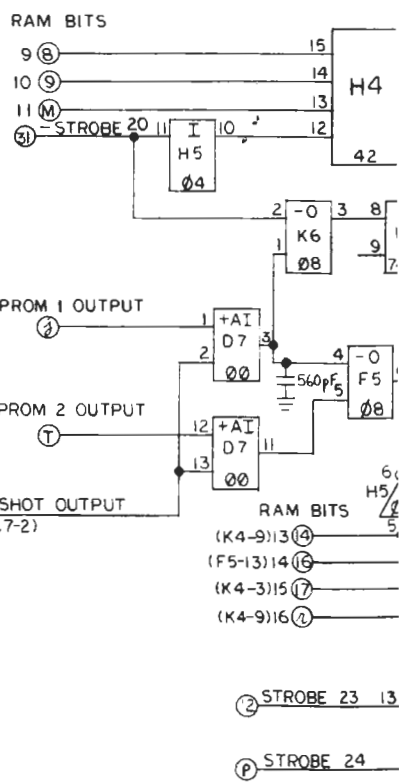 RAM BITS
9 8 15
10 9 14 H4
11 M 13
31 -STROBE 20 11 I 10 12
H5 42
Ø4
2 -O 3 8
K6
1 Ø8 9
7-
PROM 1 OUTPUT 1 +AI
D7 3 4 -O
2 F5
ØØ 560pF 5
Ø8
PROM 2 OUTPUT 12 +AI
T D7 11
13
ØØ
SHOT OUTPUT
7-2)
6
H5
5
RAM BITS
(K4-9)13 14
(F5-13)14 16
(K4-3)15 17
(K4-9)16
STROBE 23 13
P STROBE 24